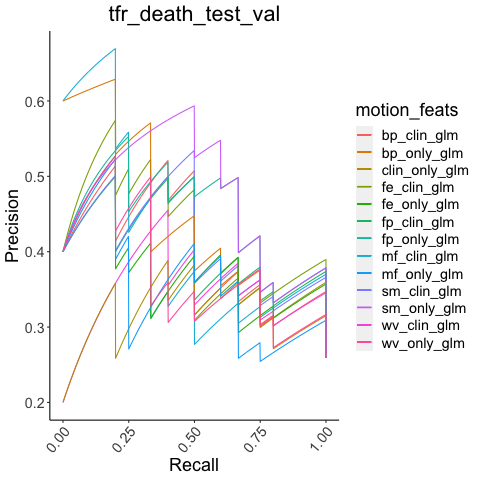 tfr_death_test_val
Precision
0.6
0.5
0.4
0.3
0.2
0.00
0.25
0.50
0.75
1.00
Recall
motion_feats
bp_clin_glm
bp_only_glm
clin_only_glm
fe_clin_glm
fe_only_glm
fp_clin_glm
fp_only_glm
mf_clin_glm
mf_only_glm
sm_clin_glm
sm_only_glm
wv_clin_glm
wv_only_glm